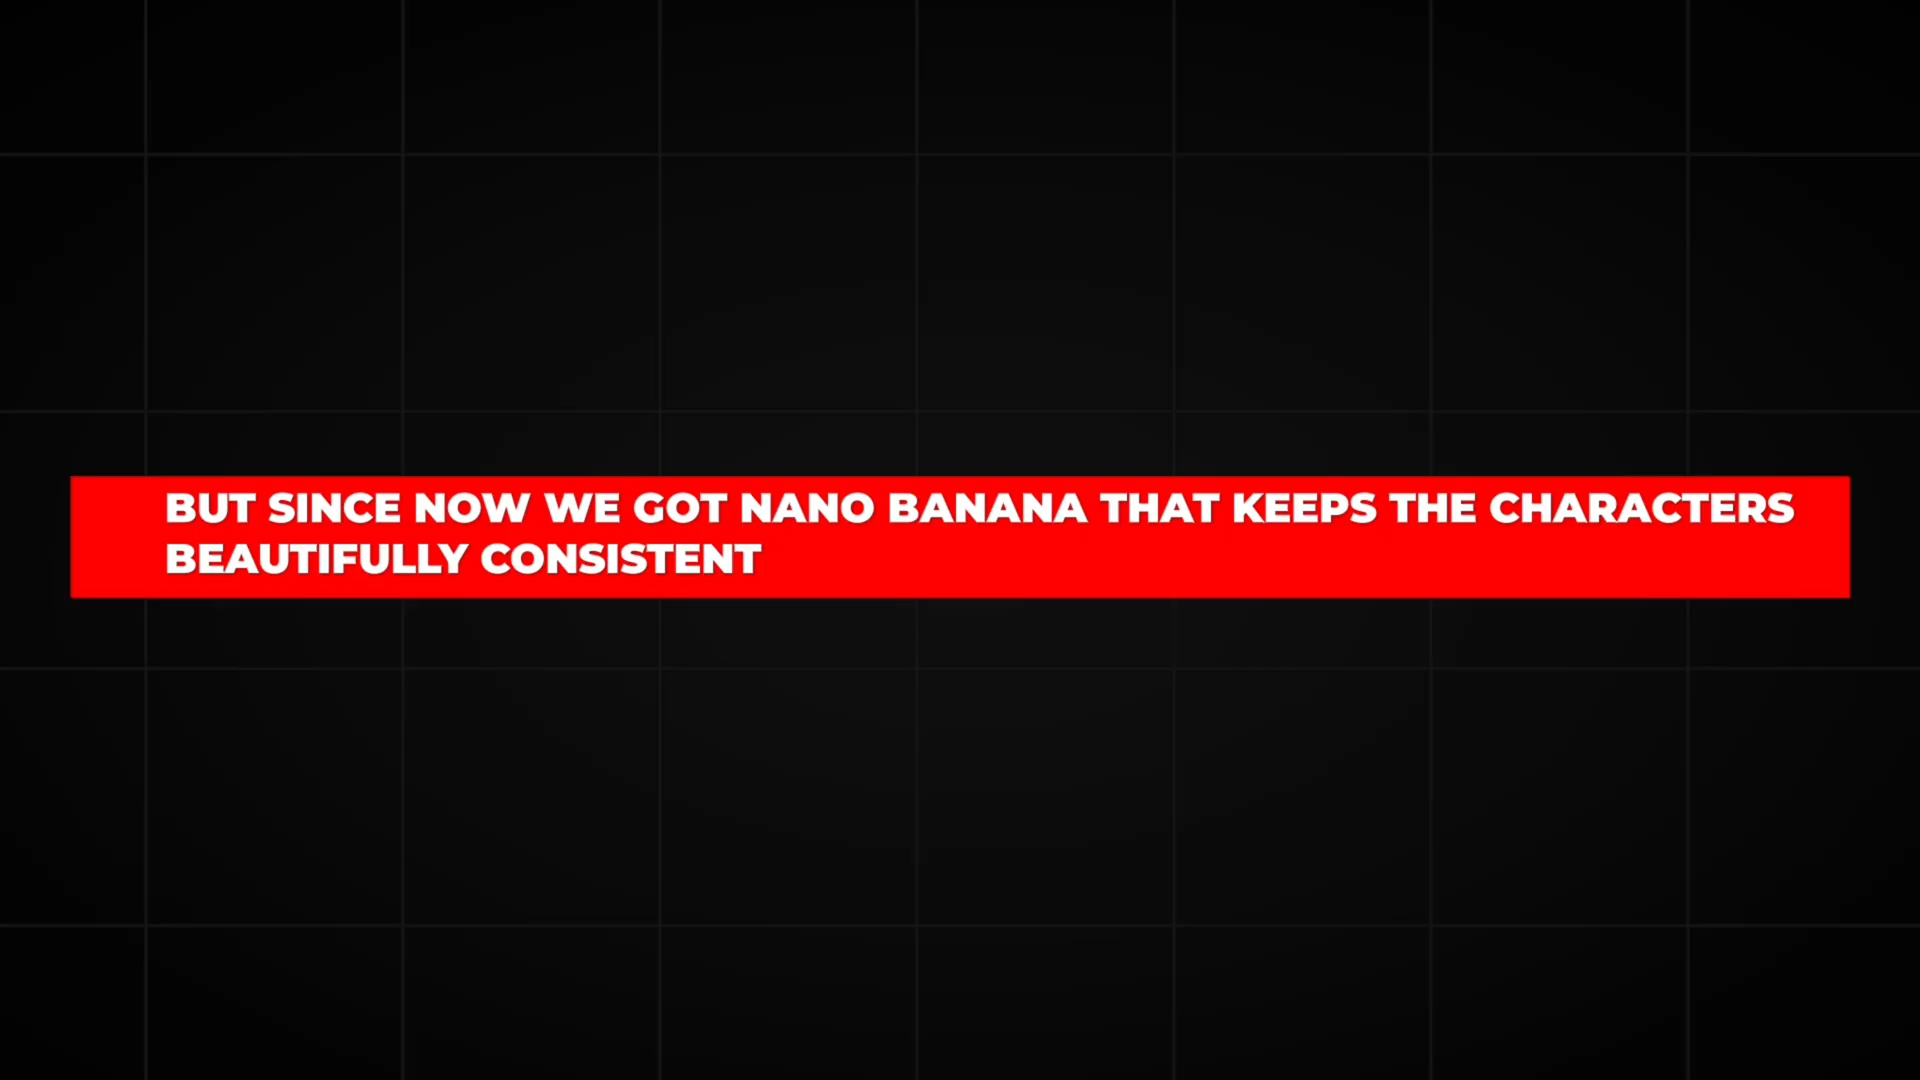 BUT SINCE NOW WE GOT NANO BANANA THAT KEEPS THE CHARACTERS
BEAUTIFULLY CONSISTENT